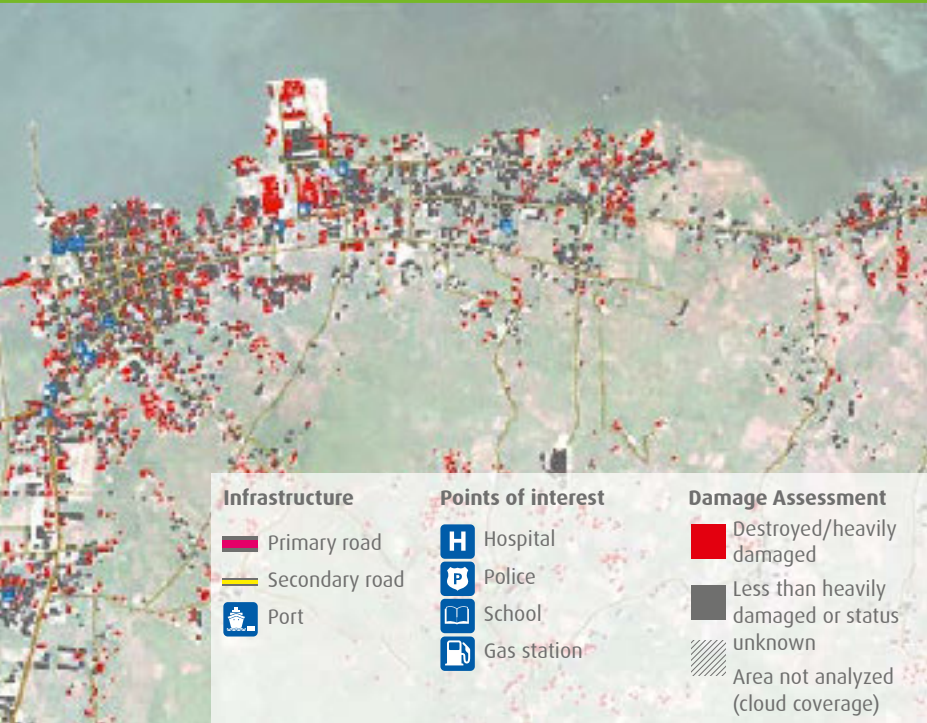 Infrastructure
Primary road
Secondary road
Port
Points of interest
H Hospital
P Police
School
Gas station
Damage Assessment
Destroyed/heavily
damaged
Less than heavily
damaged or status
unknown
Area not analyzed
(cloud coverage)